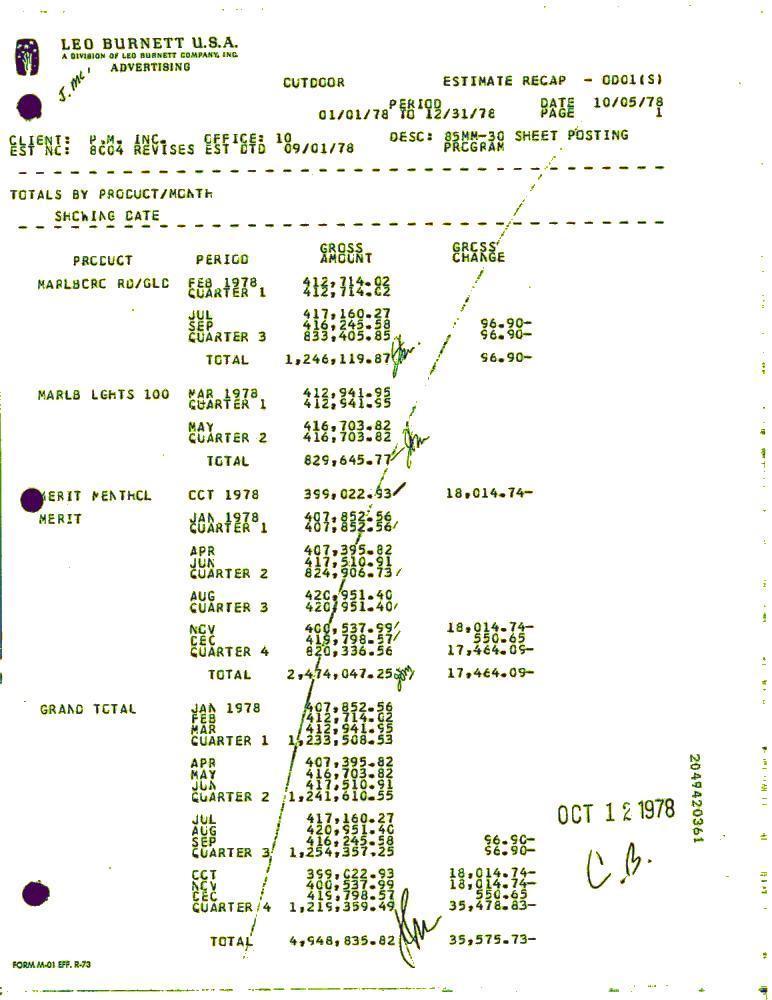 LEO BURNETT U.S.A.
A DIVISION OF LEO BURNETT COMPANY, INC.
ADVERTISING
J. Mc.
OUTDOOR ESTIMATE RECAP - OD01(S)
PERIOD DATE 10/05/78
01/01/78 TO 12/31/78 PAGE 1
CLIENT: P.M. INC. OFFICE: 10 DESC: 85MM-30 SHEET POSTING
EST NO: 8004 REVISES EST DTD 09/01/78 PROGRAM
TOTALS BY PRODUCT/MONTH
SHOWING DATE
GROSS GROSS
PRODUCT PERIOD AMOUNT CHANGE
MARLBORO RD/GLD FEB 1978 412,714.02
QUARTER 1 412,714.02
JUL 417,160.27
SEP 416,245.58 96.90-
QUARTER 3 833,405.85 96.90-
TOTAL 1,246,119.87 96.90-
MARLB LGHTS 100 MAR 1978 412,941.95
QUARTER 1 412,941.95
MAY 416,703.82
QUARTER 2 416,703.82
TOTAL 829,645.77
MERIT MENTHOL OCT 1978 399,022.93 18,014.74-
MERIT JAN 1978 407,852.56
QUARTER 1 407,852.56
APR 407,395.82
JUN 417,510.91
QUARTER 2 824,906.73
AUG 420,951.40
QUARTER 3 420,951.40
NOV 400,537.99 18,014.74-
DEC 419,798.57 550.65
QUARTER 4 820,336.56 17,464.09-
TOTAL 2,474,047.25 17,464.09-
GRAND TOTAL JAN 1978 407,852.56
FEB 412,714.02
MAR 412,941.95
QUARTER 1 1,233,508.53
APR 407,395.82
MAY 416,703.82
JUN 417,510.91
QUARTER 2 1,241,610.55
JUL 417,160.27
AUG 420,951.40
SEP 416,245.58 96.90-
QUARTER 3 1,254,357.25 96.90-
OCT 399,022.93 18,014.74-
NOV 400,537.99 18,014.74-
DEC 419,798.57 550.65
QUARTER 4 1,219,359.49 35,478.83-
TOTAL 4,948,835.82 35,575.73-
OCT 12 1978
C.B.
2049420361
FORM M-01 EFF. R-73